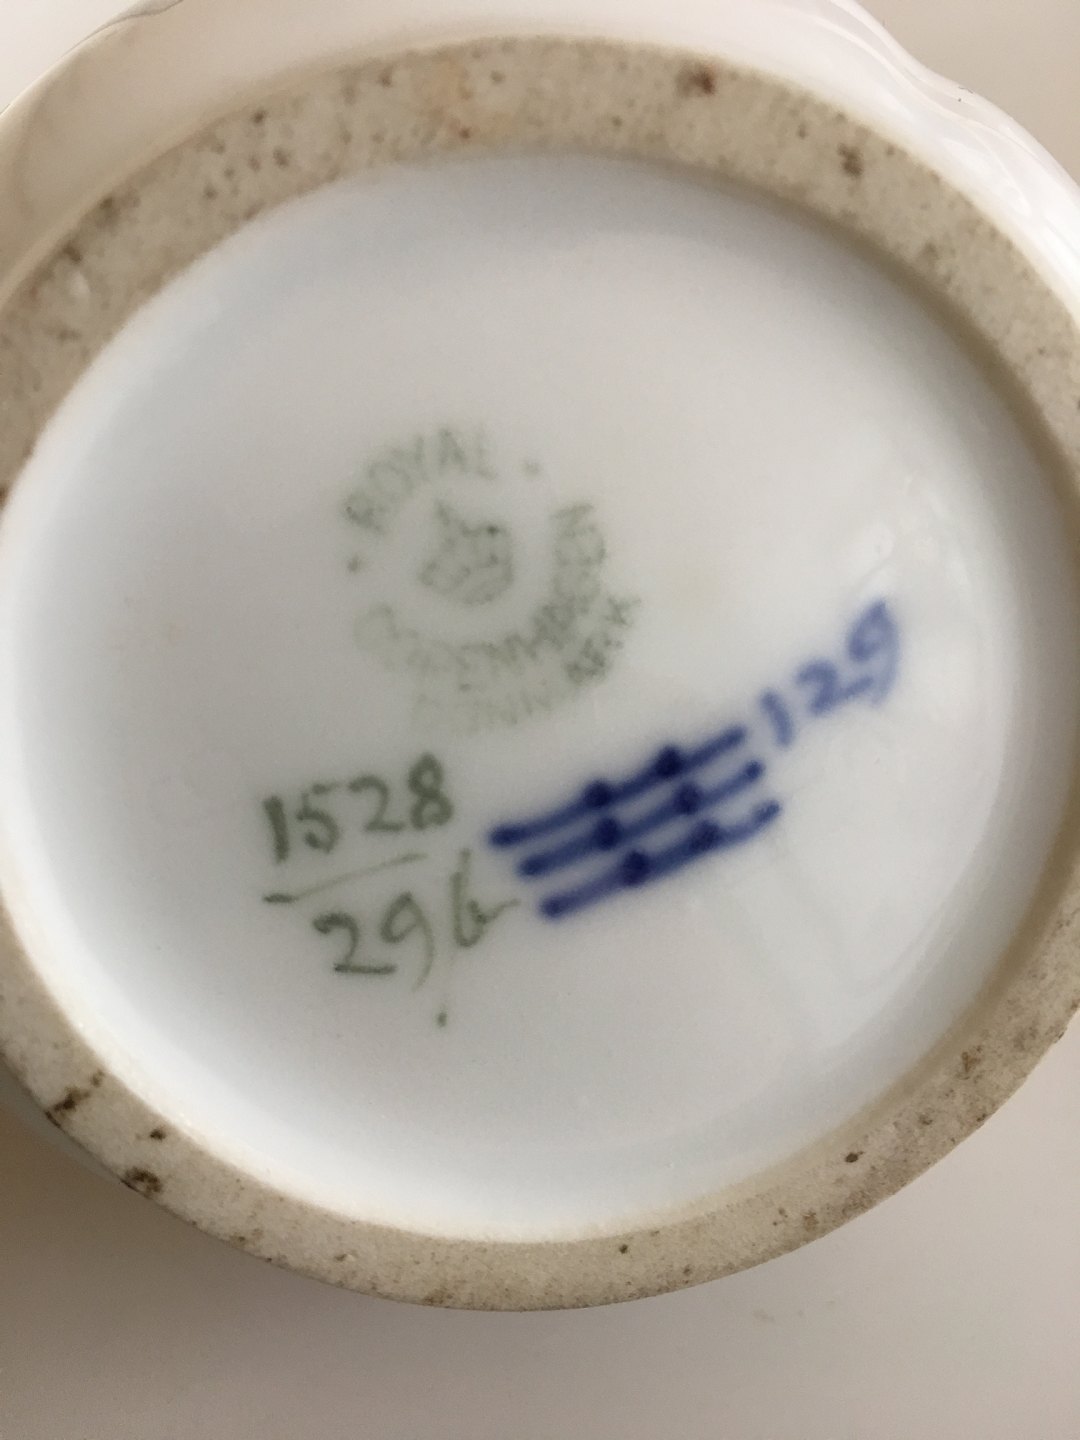 ROYAL
COPENHAGEN
DENMARK
129
1528
296